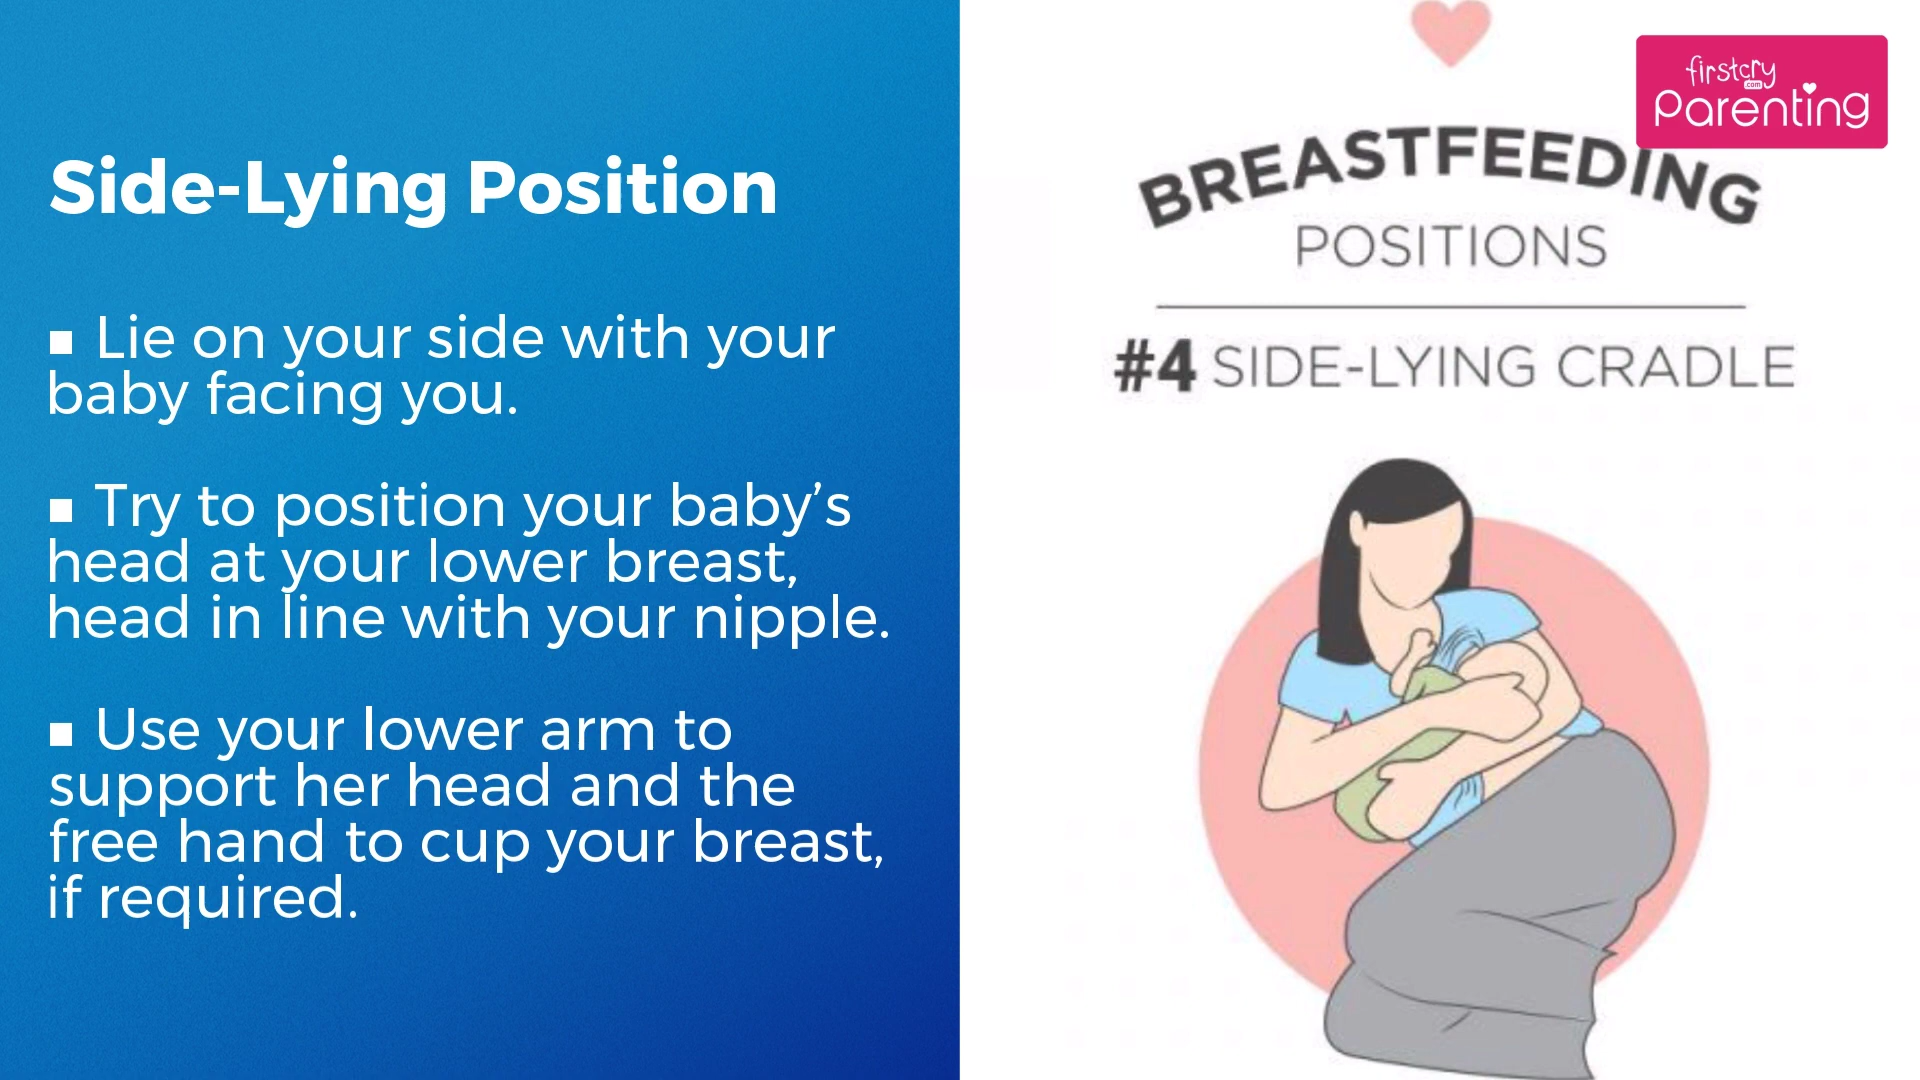 Side-Lying Position
▪ Lie on your side with your
baby facing you.
▪ Try to position your baby’s
head at your lower breast,
head in line with your nipple.
▪ Use your lower arm to
support her head and the
free hand to cup your breast,
if required.
firstcry
.com
Parenting
BREASTFEEDING
POSITIONS
#4 SIDE-LYING CRADLE